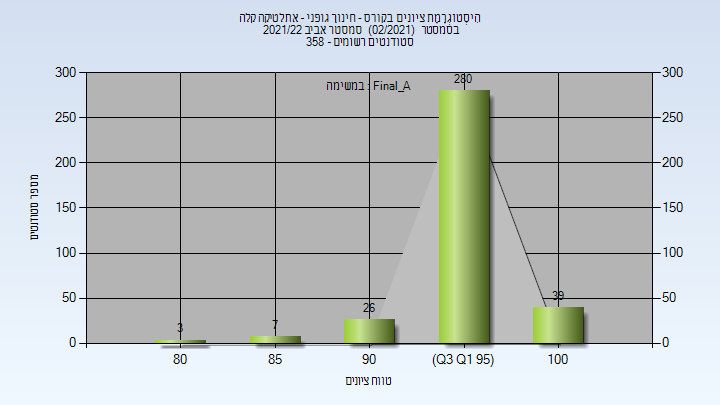 היסטוגרמת ציונים בקורס - חינוך גופני - אתלטיקה קלה
בסמסטר (02/2021) סמסטר אביב 2021/22
סטודנטים רשומים - 358
במשימה : Final_A
300 300
250 250
200 200
150 150
100 100
50 50
0 0
מספר סטודנטים
3 7 26 280 39
80 85 90 (Q3 Q1 95) 100
טווח ציונים